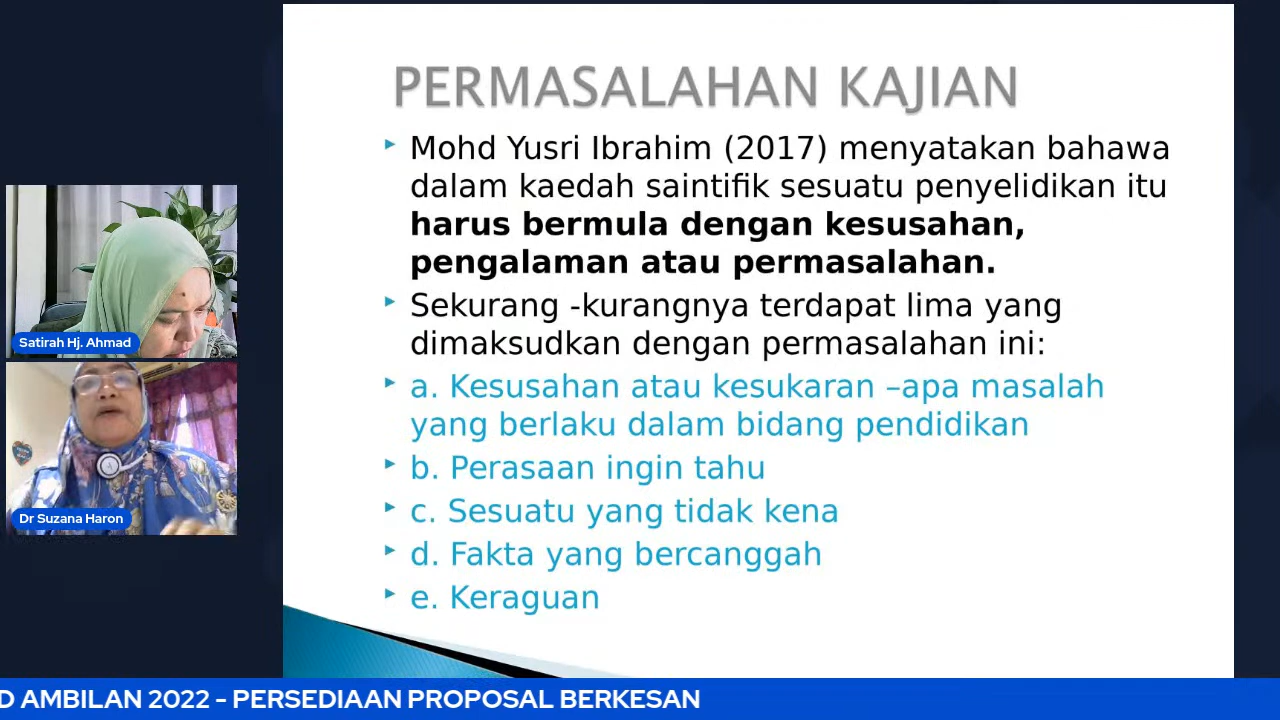 PERMASALAHAN KAJIAN
Mohd Yusri Ibrahim (2017) menyatakan bahawa
dalam kaedah saintifik sesuatu penyelidikan itu
harus bermula dengan kesusahan,
pengalaman atau permasalahan.
Sekurang -kurangnya terdapat lima yang
dimaksudkan dengan permasalahan ini:
a. Kesusahan atau kesukaran –apa masalah
yang berlaku dalam bidang pendidikan
b. Perasaan ingin tahu
c. Sesuatu yang tidak kena
d. Fakta yang bercanggah
e. Keraguan
Satirah Hj. Ahmad
Dr Suzana Haron
D AMBILAN 2022 - PERSEDIAAN PROPOSAL BERKESAN